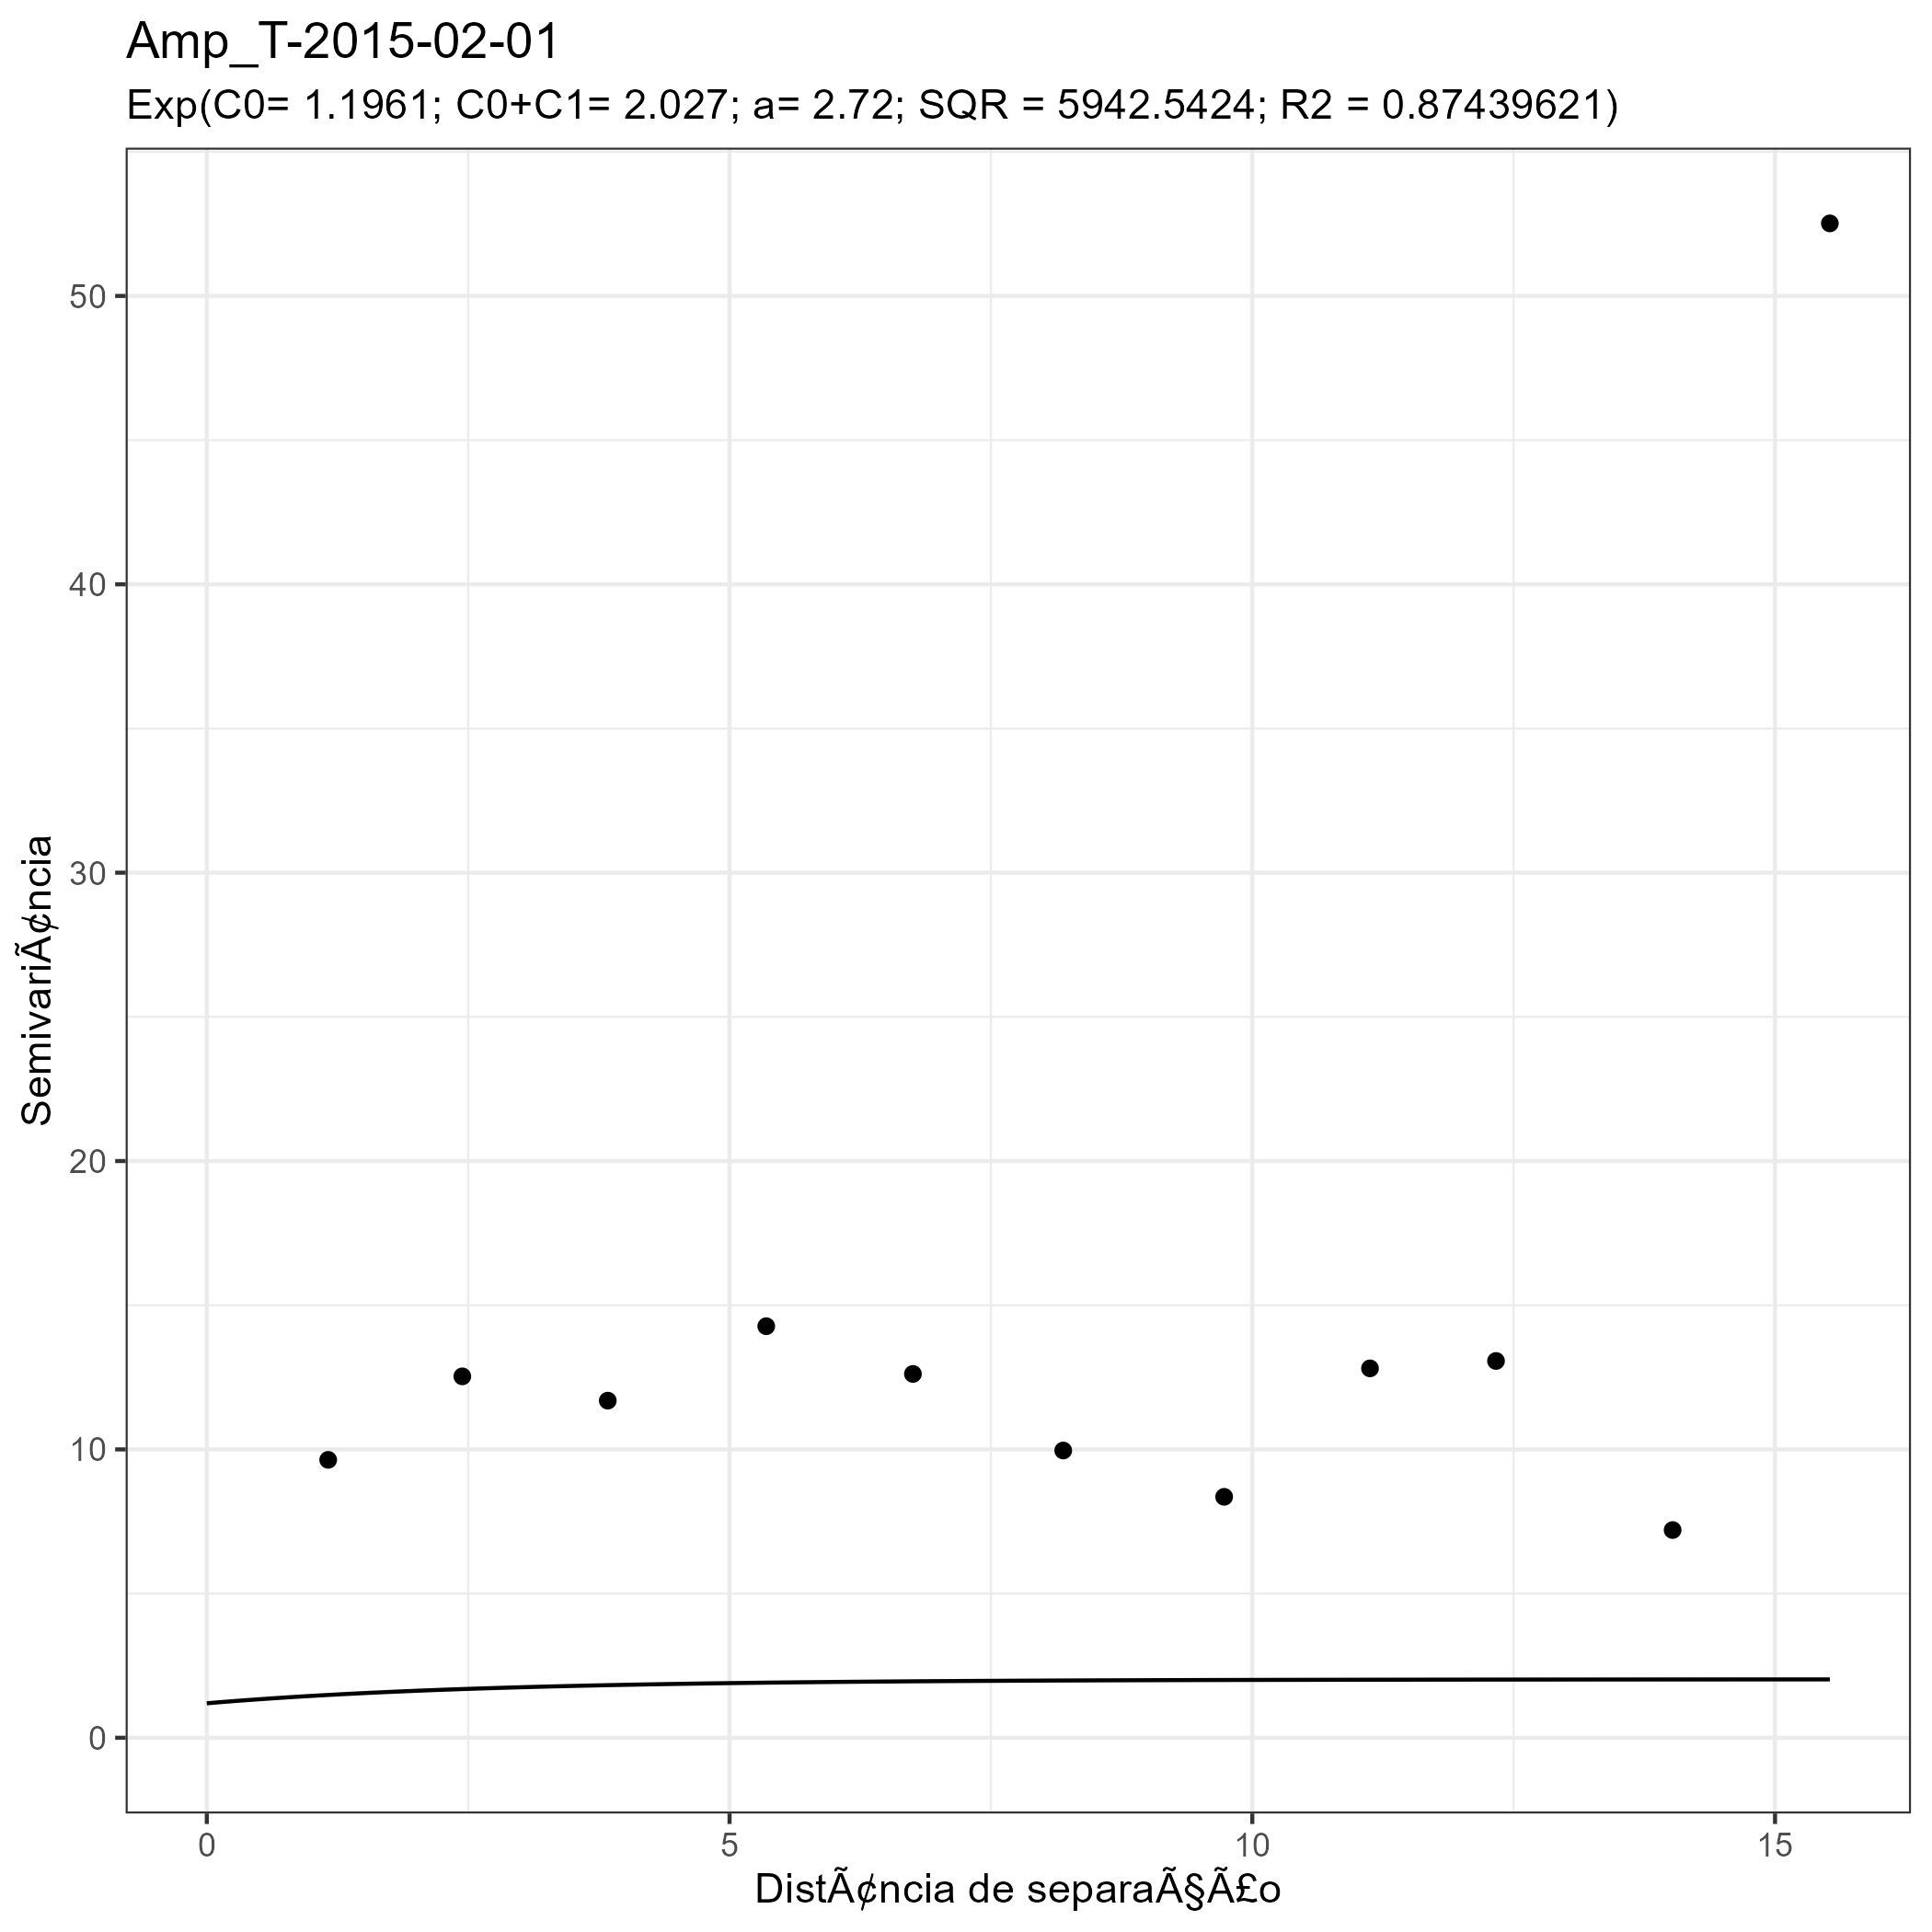 Amp_T-2015-02-01
Exp(C0= 1.1961; C0+C1= 2.027; a= 2.72; SQR = 5942.5424; R2 = 0.87439621)
SemivariÃ¢ncia
50
40
30
20
10
0
0 5 10 15
DistÃ¢ncia de separaÃ§Ã£o